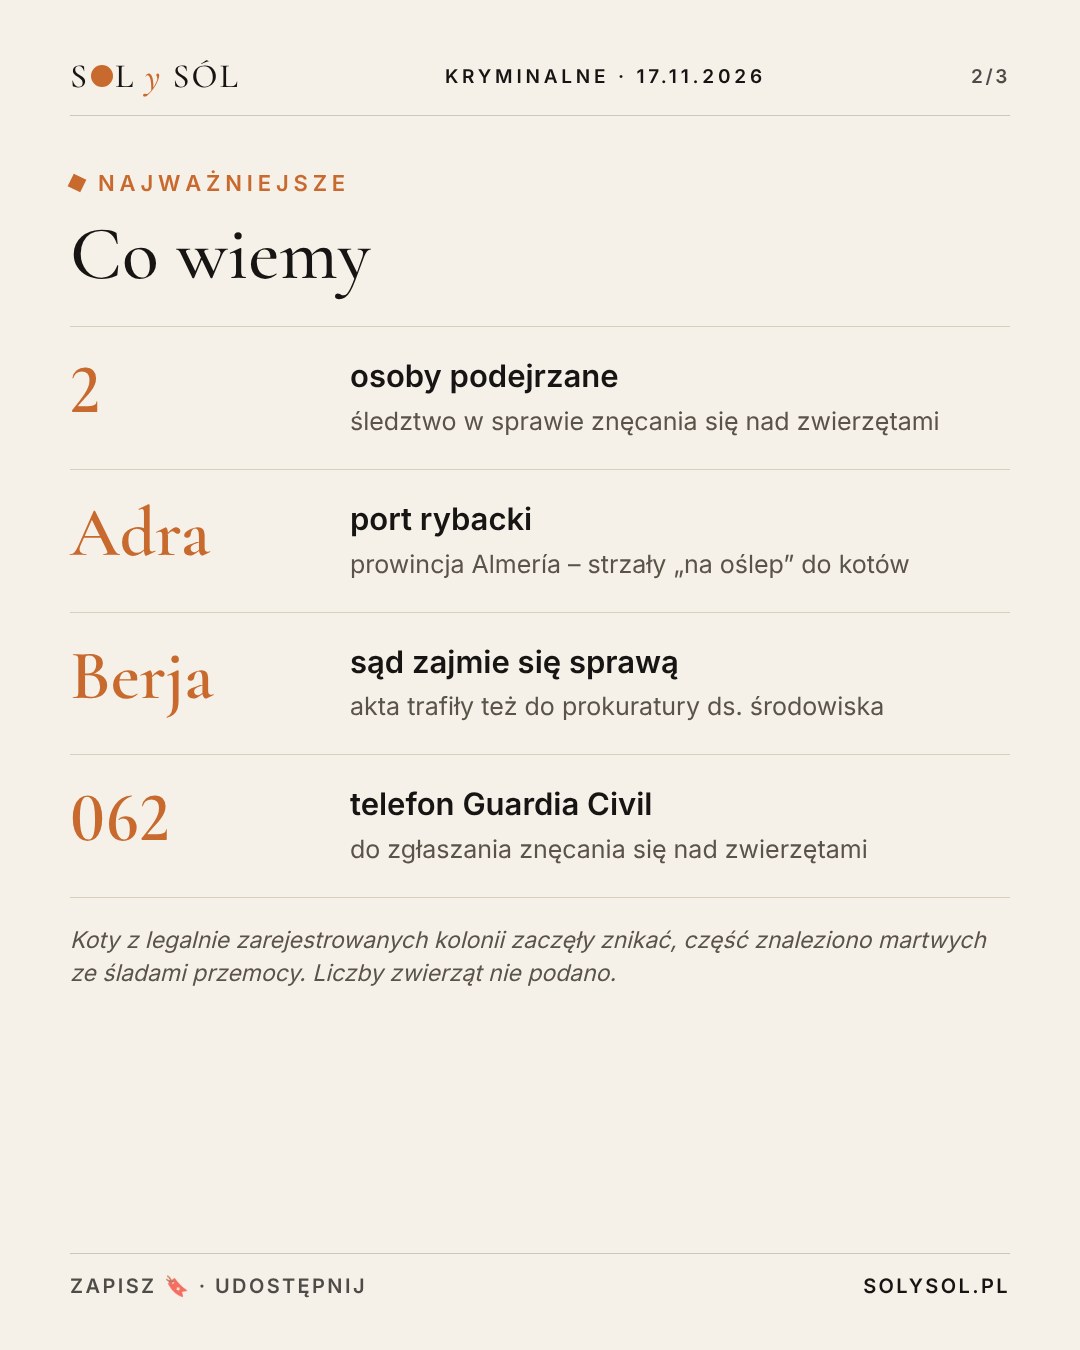 SOL y SÓL
KRYMINALNE · 17.11.2026
2/3
NAJWAŻNIEJSZE
Co wiemy
2
osoby podejrzane
śledztwo w sprawie znęcania się nad zwierzętami
Adra
port rybacki
prowincja Almería – strzały „na oślep” do kotów
Berja
sąd zajmie się sprawą
akta trafiły też do prokuratury ds. środowiska
062
telefon Guardia Civil
do zgłaszania znęcania się nad zwierzętami
Koty z legalnie zarejestrowanych kolonii zaczęły znikać, część znaleziono martwych
ze śladami przemocy. Liczby zwierząt nie podano.
ZAPISZ 🔖 · UDOSTĘPNIJ
SOLYSOL.PL